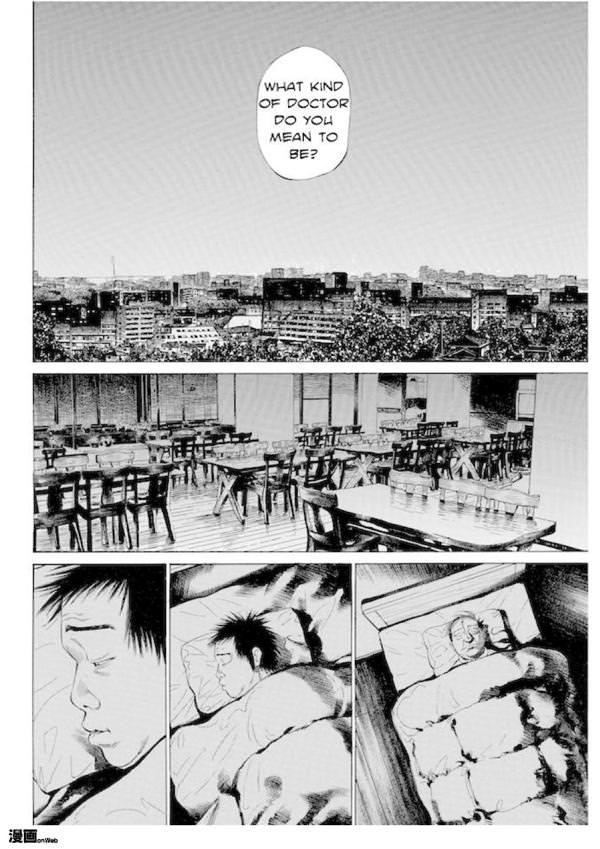 WHAT KIND
OF DOCTOR
DO YOU
MEAN TO
BE?
漫画onWeb